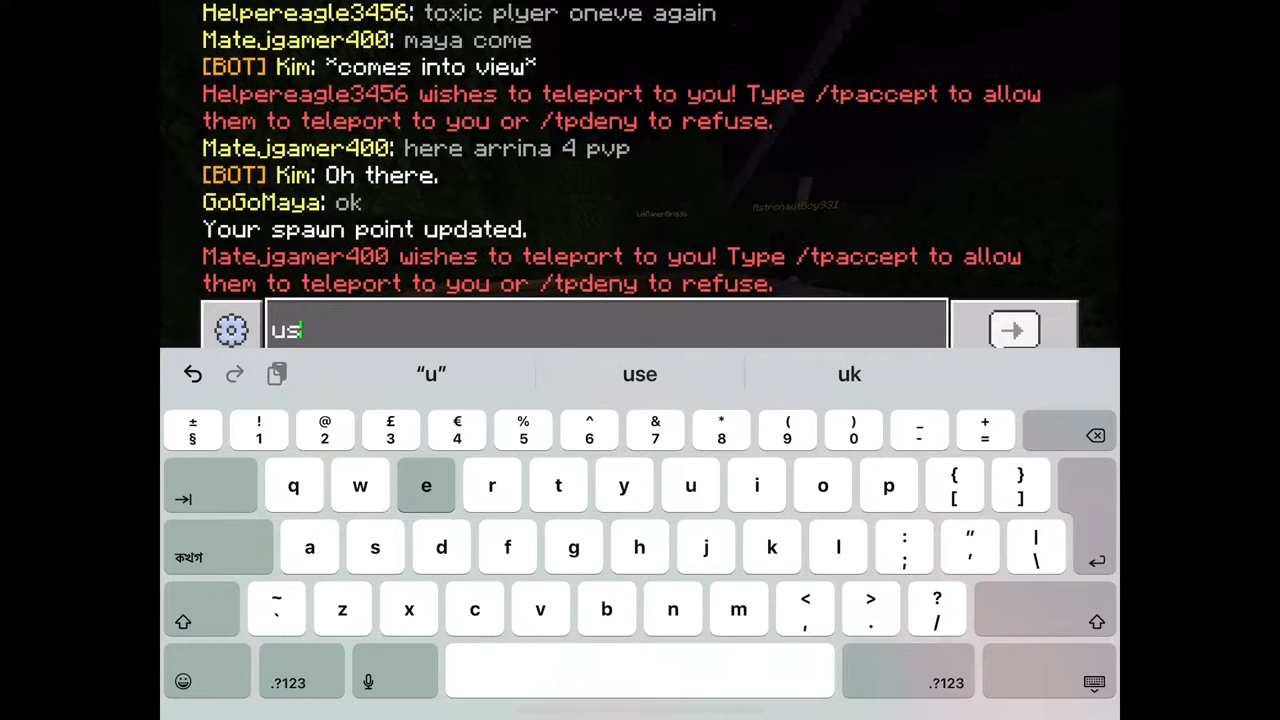 Helpereagle3456: toxic plyer oneve again
Matejgamer400: maya come
[BOT] Kim: *comes into view*
Helpereagle3456 wishes to teleport to you! Type /tpaccept to allow
them to teleport to you or /tpdeny to refuse.
Matejgamer400: here arrina 4 pvp
[BOT] Kim: Oh there.
GoGoMaya: ok
Astronautboy931
Your spawn point updated.
Matejgamer400 wishes to teleport to you! Type /tpaccept to allow
them to teleport to you or /tpdeny to refuse.
us
“u” use uk
± ! @ £ € % ^ & * ( ) _ +
§ 1 2 3 4 5 6 7 8 9 0 - =
q w e r t y u i o p { }
[ ]
কখগ a s d f g h j k l : " |
; ' \
~ z x c v b n m < > ?
` , . /
.?123 .?123